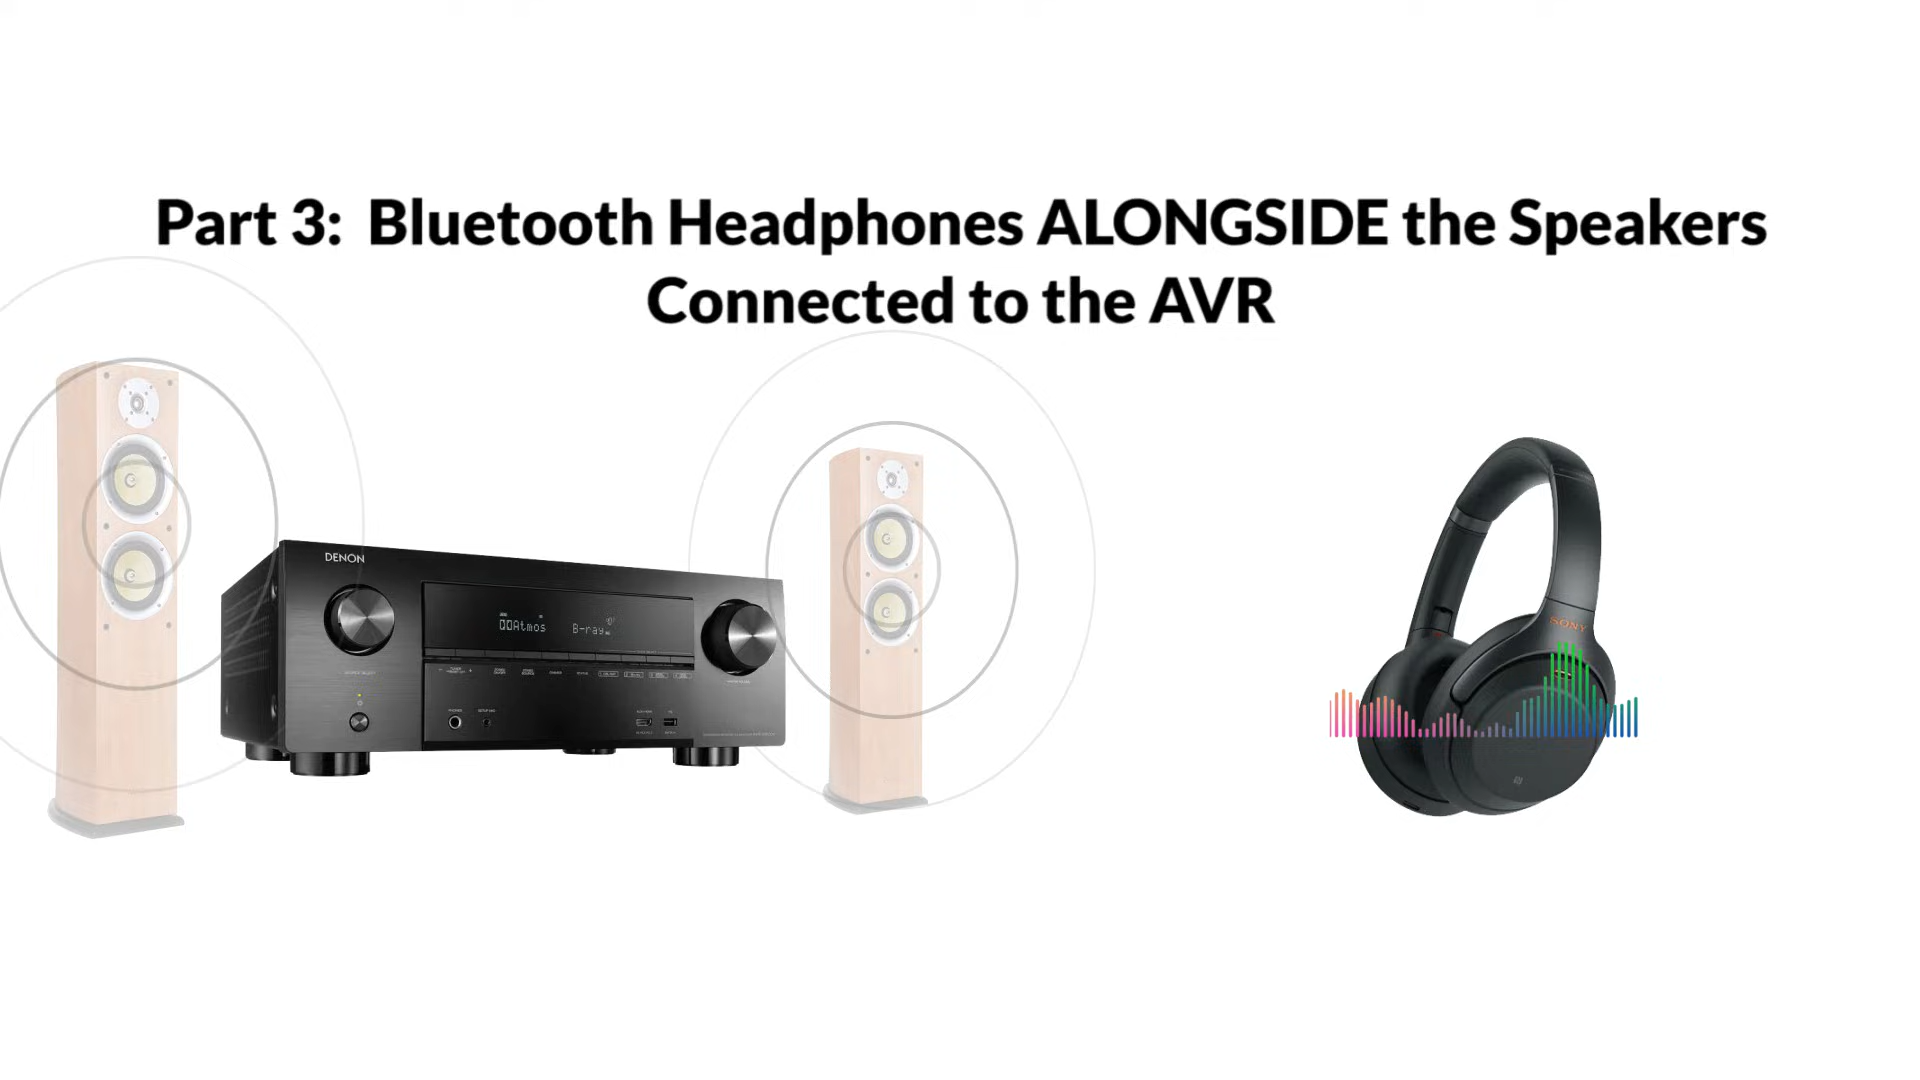 Part 3: Bluetooth Headphones ALONGSIDE the Speakers
Connected to the AVR
DENON
Atmos B-ray
SONY